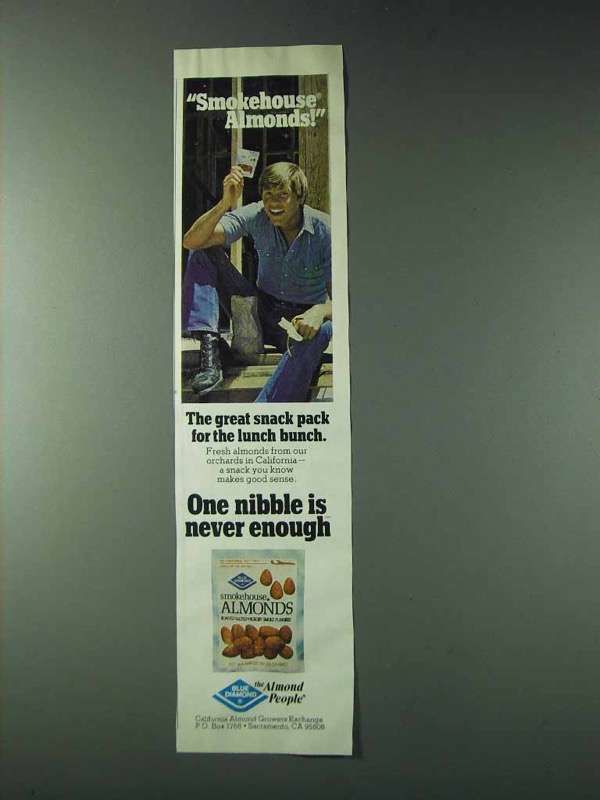 "Smokehouse®
Almonds!"
The great snack pack
for the lunch bunch.
Fresh almonds from our
orchards in California—
a snack you know
makes good sense.
One nibble is
never enough
BLUE
DIAMOND
smokehouse®
ALMONDS
BLUE
DIAMOND
®
the Almond
People®
California Almond Growers Exchange
P.O. Box 1768 • Sacramento, CA 95808